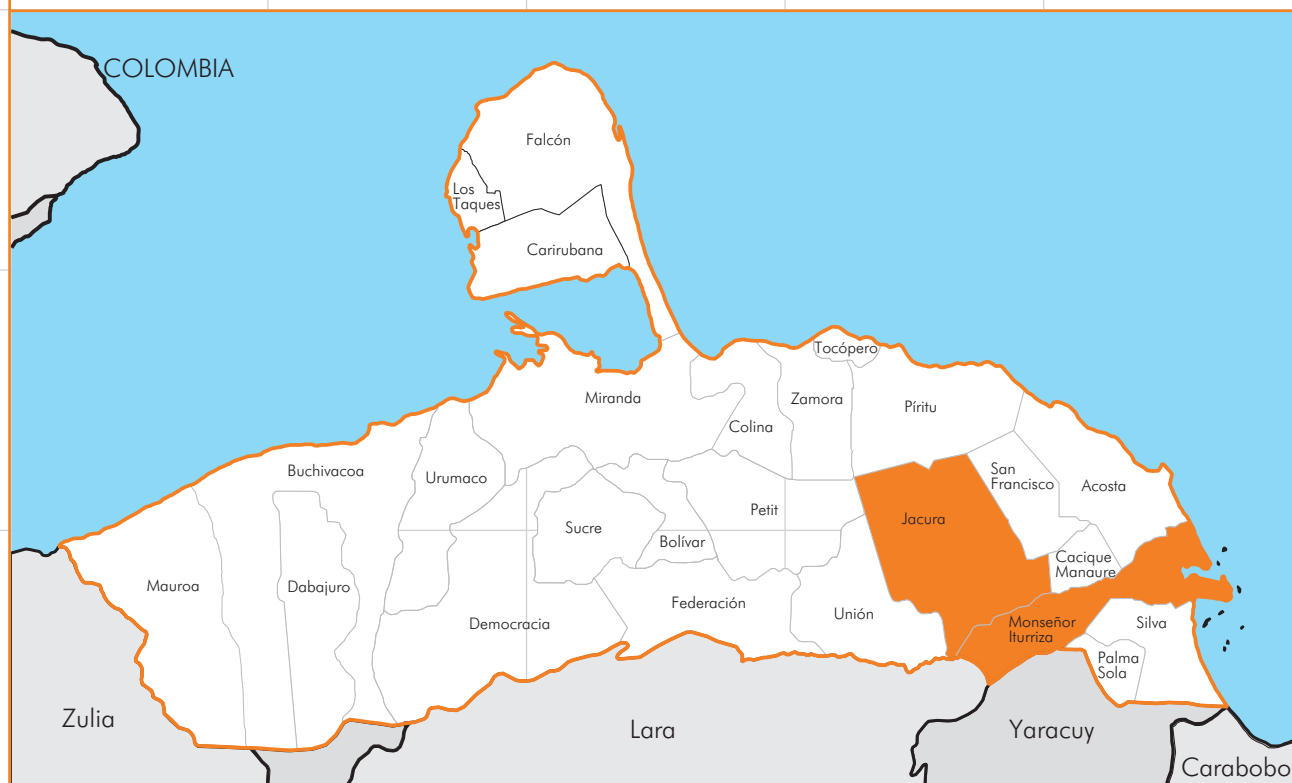 COLOMBIA
Falcón
Los
Taques
Carirubana
Tocópero
Miranda
Zamora
Píritu
Colina
Buchivacoa
Urumaco
San
Francisco
Acosta
Petit
Jacura
Sucre
Bolívar
Cacique
Manaure
Mauroa
Dabajuro
Federación
Unión
Democracia
Monseñor
Iturriza
Silva
Palma
Sola
Zulia
Lara
Yaracuy
Carabobo